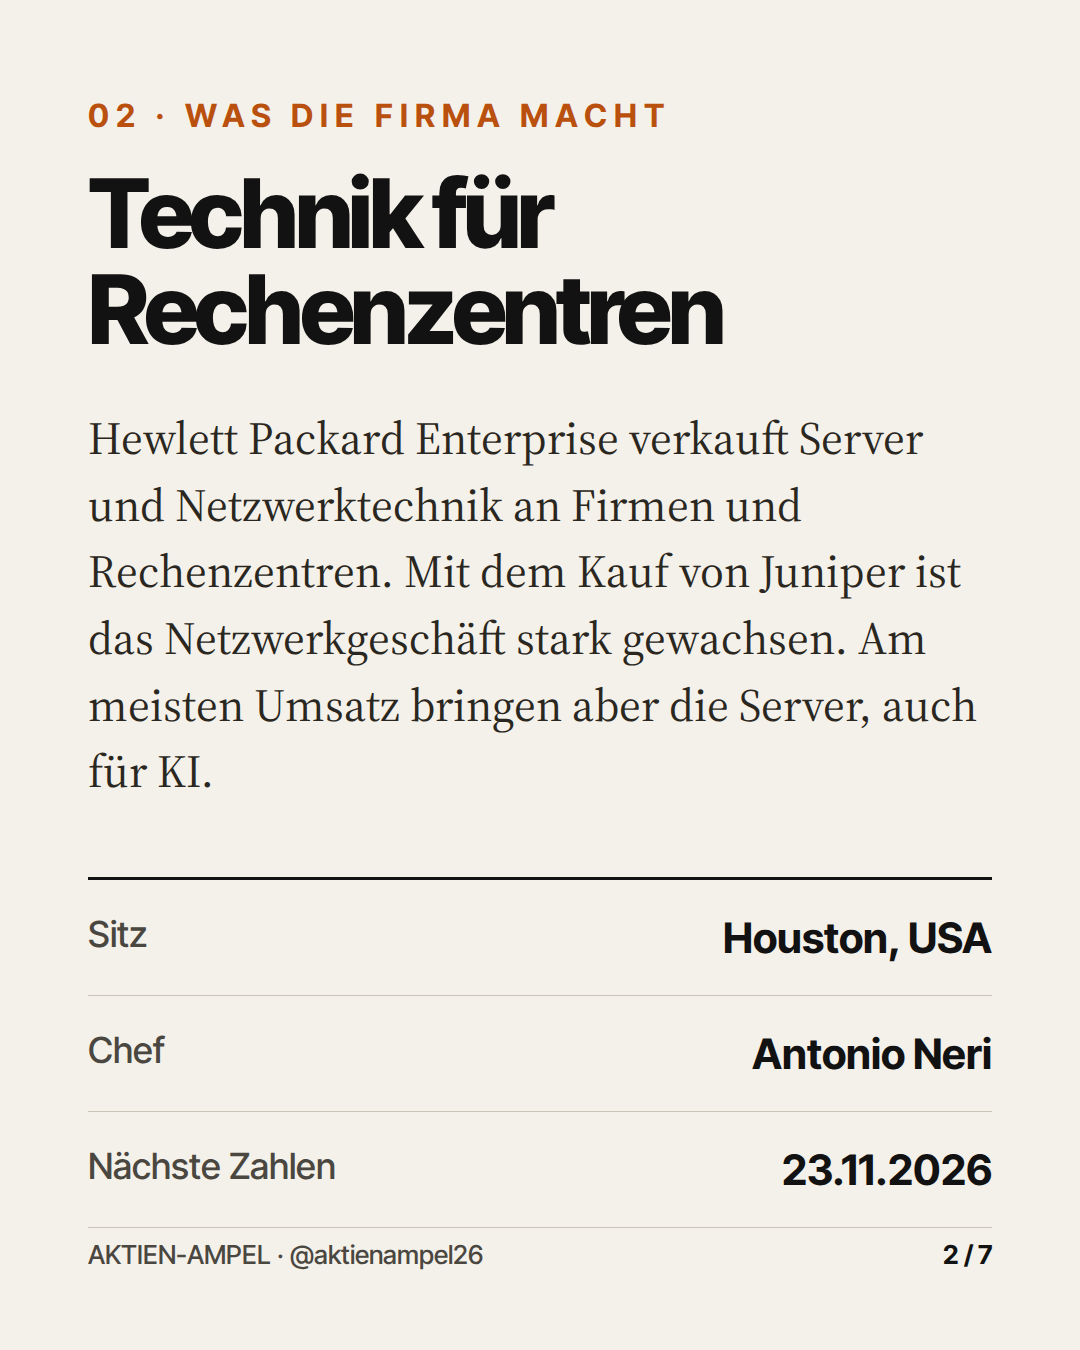 02 · WAS DIE FIRMA MACHT
Technik für
Rechenzentren
Hewlett Packard Enterprise verkauft Server
und Netzwerktechnik an Firmen und
Rechenzentren. Mit dem Kauf von Juniper ist
das Netzwerkgeschäft stark gewachsen. Am
meisten Umsatz bringen aber die Server, auch
für KI.
Sitz Houston, USA
Chef Antonio Neri
Nächste Zahlen 23.11.2026
AKTIEN-AMPEL · @aktienampel26 2 / 7